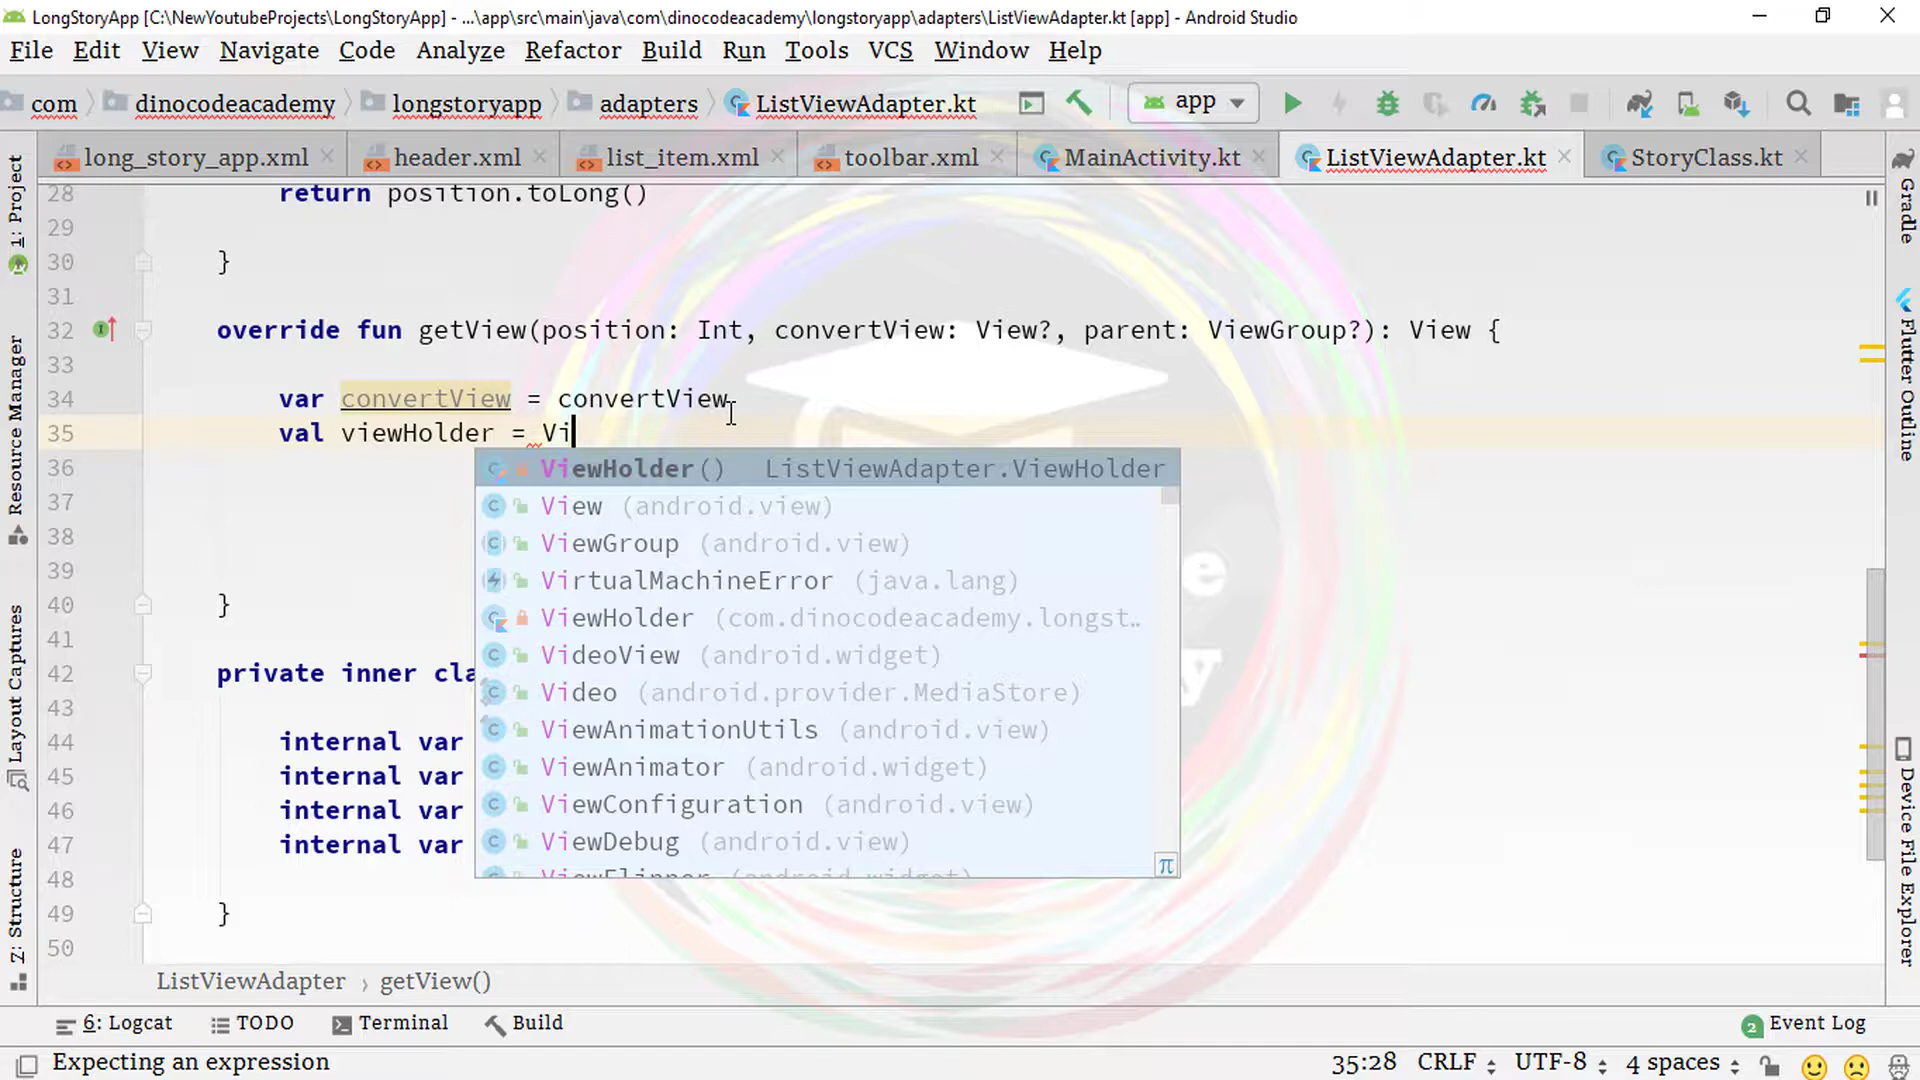 LongStoryApp [C:\NewYoutubeProjects\LongStoryApp] - ...\app\src\main\java\com\dinocodeacademy\longstoryapp\adapters\ListViewAdapter.kt [app] - Android Studio
File Edit View Navigate Code Analyze Refactor Build Run Tools VCS Window Help
com dinocodeacademy longstoryapp adapters ListViewAdapter.kt app
long_story_app.xml header.xml list_item.xml toolbar.xml MainActivity.kt ListViewAdapter.kt StoryClass.kt
1: Project
Resource Manager
Layout Captures
Z: Structure
28 return position.toLong()
29
30 }
31
32 override fun getView(position: Int, convertView: View?, parent: ViewGroup?): View {
33
34 var convertView = convertView
35 val viewHolder = Vi
36 ViewHolder() ListViewAdapter.ViewHolder
37 View (android.view)
38 ViewGroup (android.view)
39 VirtualMachineError (java.lang)
40 } ViewHolder (com.dinocodeacademy.longst…
41 VideoView (android.widget)
42 private inner cla
43 Video (android.provider.MediaStore)
44 internal var ViewAnimationUtils (android.view)
45 internal var ViewAnimator (android.widget)
46 internal var ViewConfiguration (android.view)
47 internal var ViewDebug (android.view)
48 ViewFlipper (android.widget)
49 }
50
π
Gradle
Flutter Outline
Device File Explorer
ListViewAdapter › getView()
6: Logcat TODO Terminal Build 2 Event Log
Expecting an expression 35:28 CRLF UTF-8 4 spaces